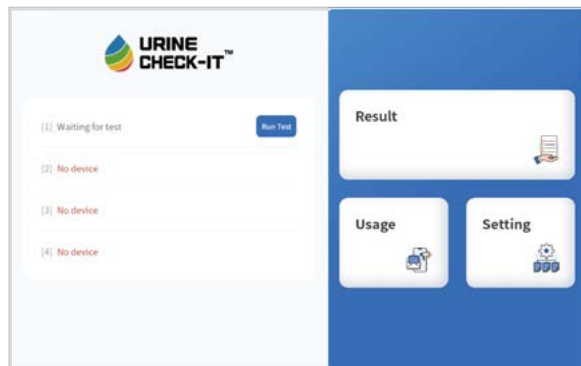 URINE
CHECK-IT™
[1] Waiting for test
Run Test
[2] No device
[3] No device
[4] No device
Result
Usage
Setting